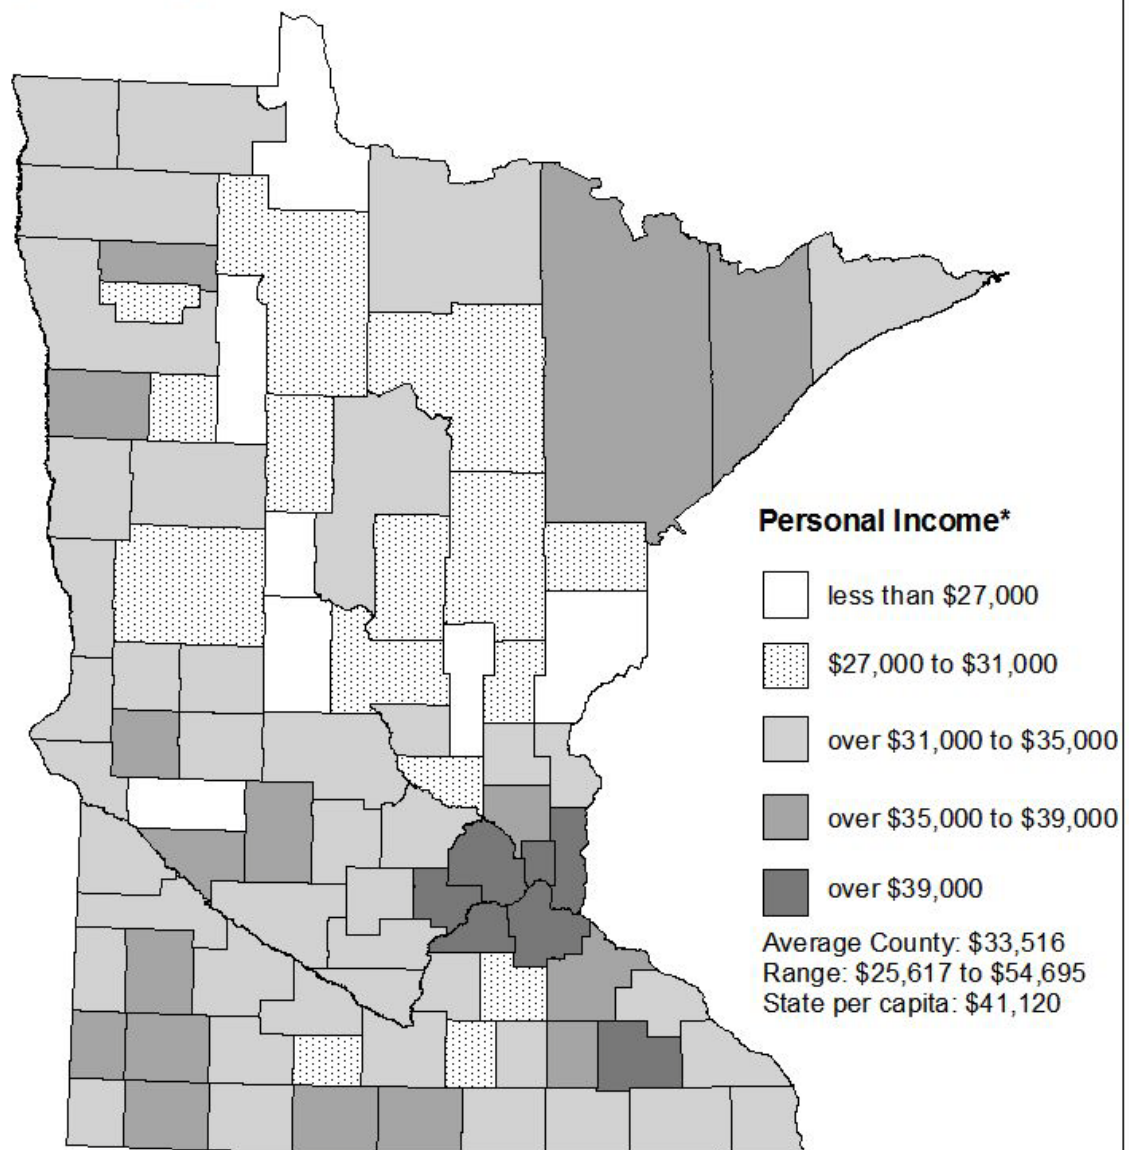 Personal Income*
less than $27,000
$27,000 to $31,000
over $31,000 to $35,000
over $35,000 to $39,000
over $39,000
Average County: $33,516
Range: $25,617 to $54,695
State per capita: $41,120